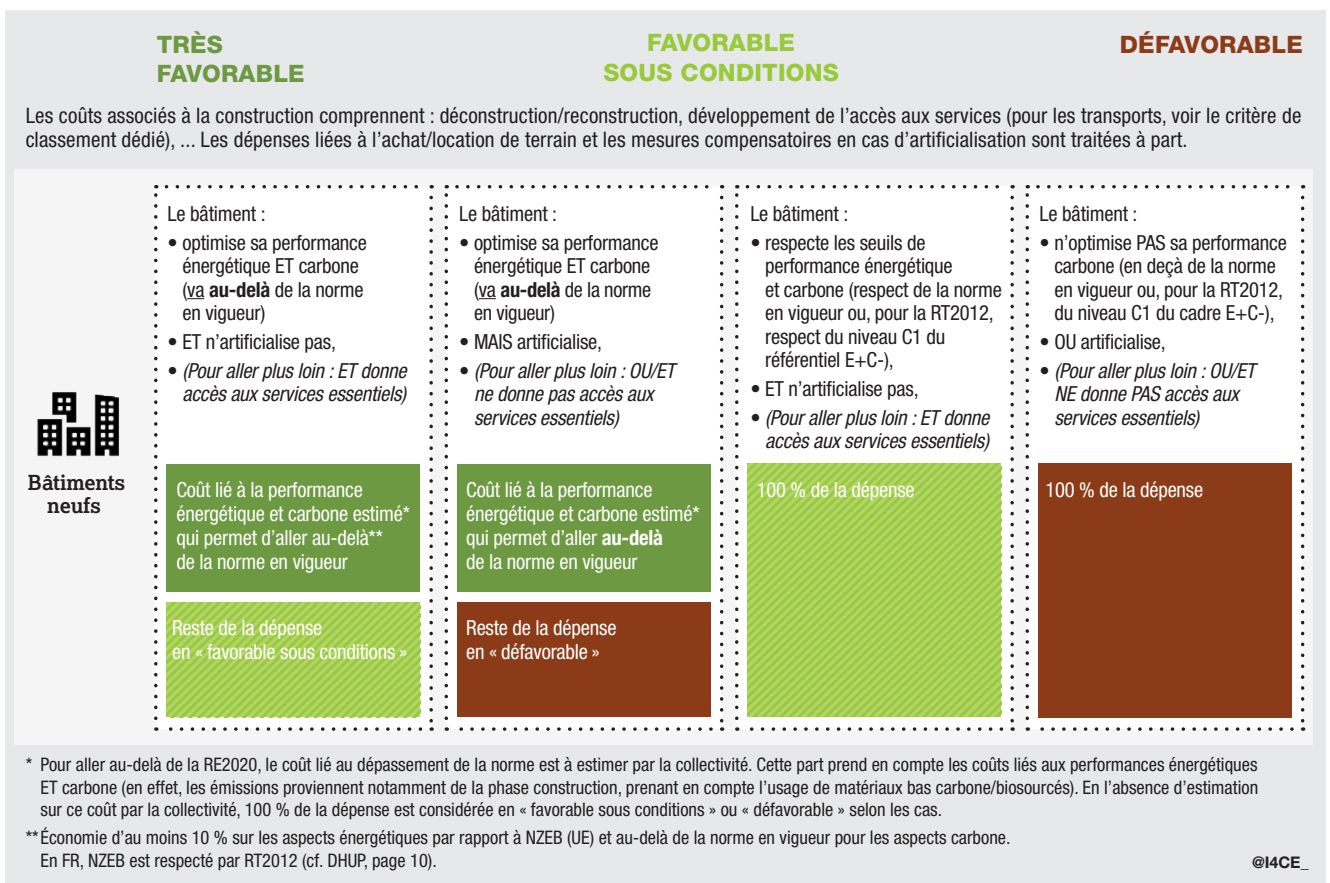 TRÈS
FAVORABLE
FAVORABLE
SOUS CONDITIONS
DÉFAVORABLE
Les coûts associés à la construction comprennent : déconstruction/reconstruction, développement de l'accès aux services (pour les transports, voir le critère de
classement dédié), ... Les dépenses liées à l'achat/location de terrain et les mesures compensatoires en cas d'artificialisation sont traitées à part.
Bâtiments
neufs
Le bâtiment :
• optimise sa performance
énergétique ET carbone
(va au-delà de la norme
en vigueur)
• ET n'artificialise pas,
• (Pour aller plus loin : ET donne
accès aux services essentiels)
Coût lié à la performance
énergétique et carbone estimé*
qui permet d'aller au-delà**
de la norme en vigueur
Reste de la dépense
en « favorable sous conditions »
Le bâtiment :
• optimise sa performance
énergétique ET carbone
(va au-delà de la norme
en vigueur)
• MAIS artificialise,
• (Pour aller plus loin : OU/ET
ne donne pas accès aux
services essentiels)
Coût lié à la performance
énergétique et carbone estimé*
qui permet d'aller au-delà
de la norme en vigueur
Reste de la dépense
en « défavorable »
Le bâtiment :
• respecte les seuils de
performance énergétique
et carbone (respect de la norme
en vigueur ou, pour la RT2012,
respect du niveau C1 du
référentiel E+C-),
• ET n'artificialise pas,
• (Pour aller plus loin : ET donne
accès aux services essentiels)
100 % de la dépense
Le bâtiment :
• n'optimise PAS sa performance
carbone (en deçà de la norme
en vigueur ou, pour la RT2012,
du niveau C1 du cadre E+C-),
• OU artificialise,
• (Pour aller plus loin : OU/ET
NE donne PAS accès aux
services essentiels)
100 % de la dépense
* Pour aller au-delà de la RE2020, le coût lié au dépassement de la norme est à estimer par la collectivité. Cette part prend en compte les coûts liés aux performances énergétiques
ET carbone (en effet, les émissions proviennent notamment de la phase construction, prenant en compte l'usage de matériaux bas carbone/biosourcés). En l'absence d'estimation
sur ce coût par la collectivité, 100 % de la dépense est considérée en « favorable sous conditions » ou « défavorable » selon les cas.
** Économie d'au moins 10 % sur les aspects énergétiques par rapport à NZEB (UE) et au-delà de la norme en vigueur pour les aspects carbone.
En FR, NZEB est respecté par RT2012 (cf. DHUP, page 10).
@I4CE_